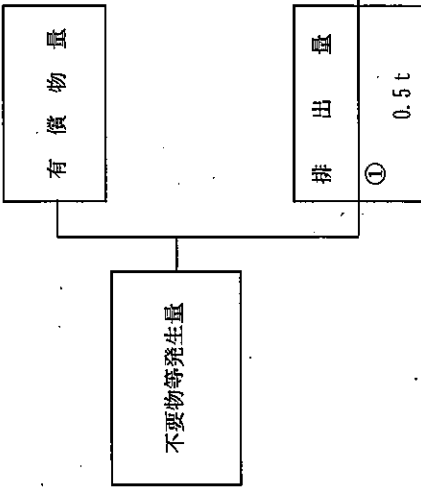 不要物等発生量
有償物量
排出量
①
0.5t